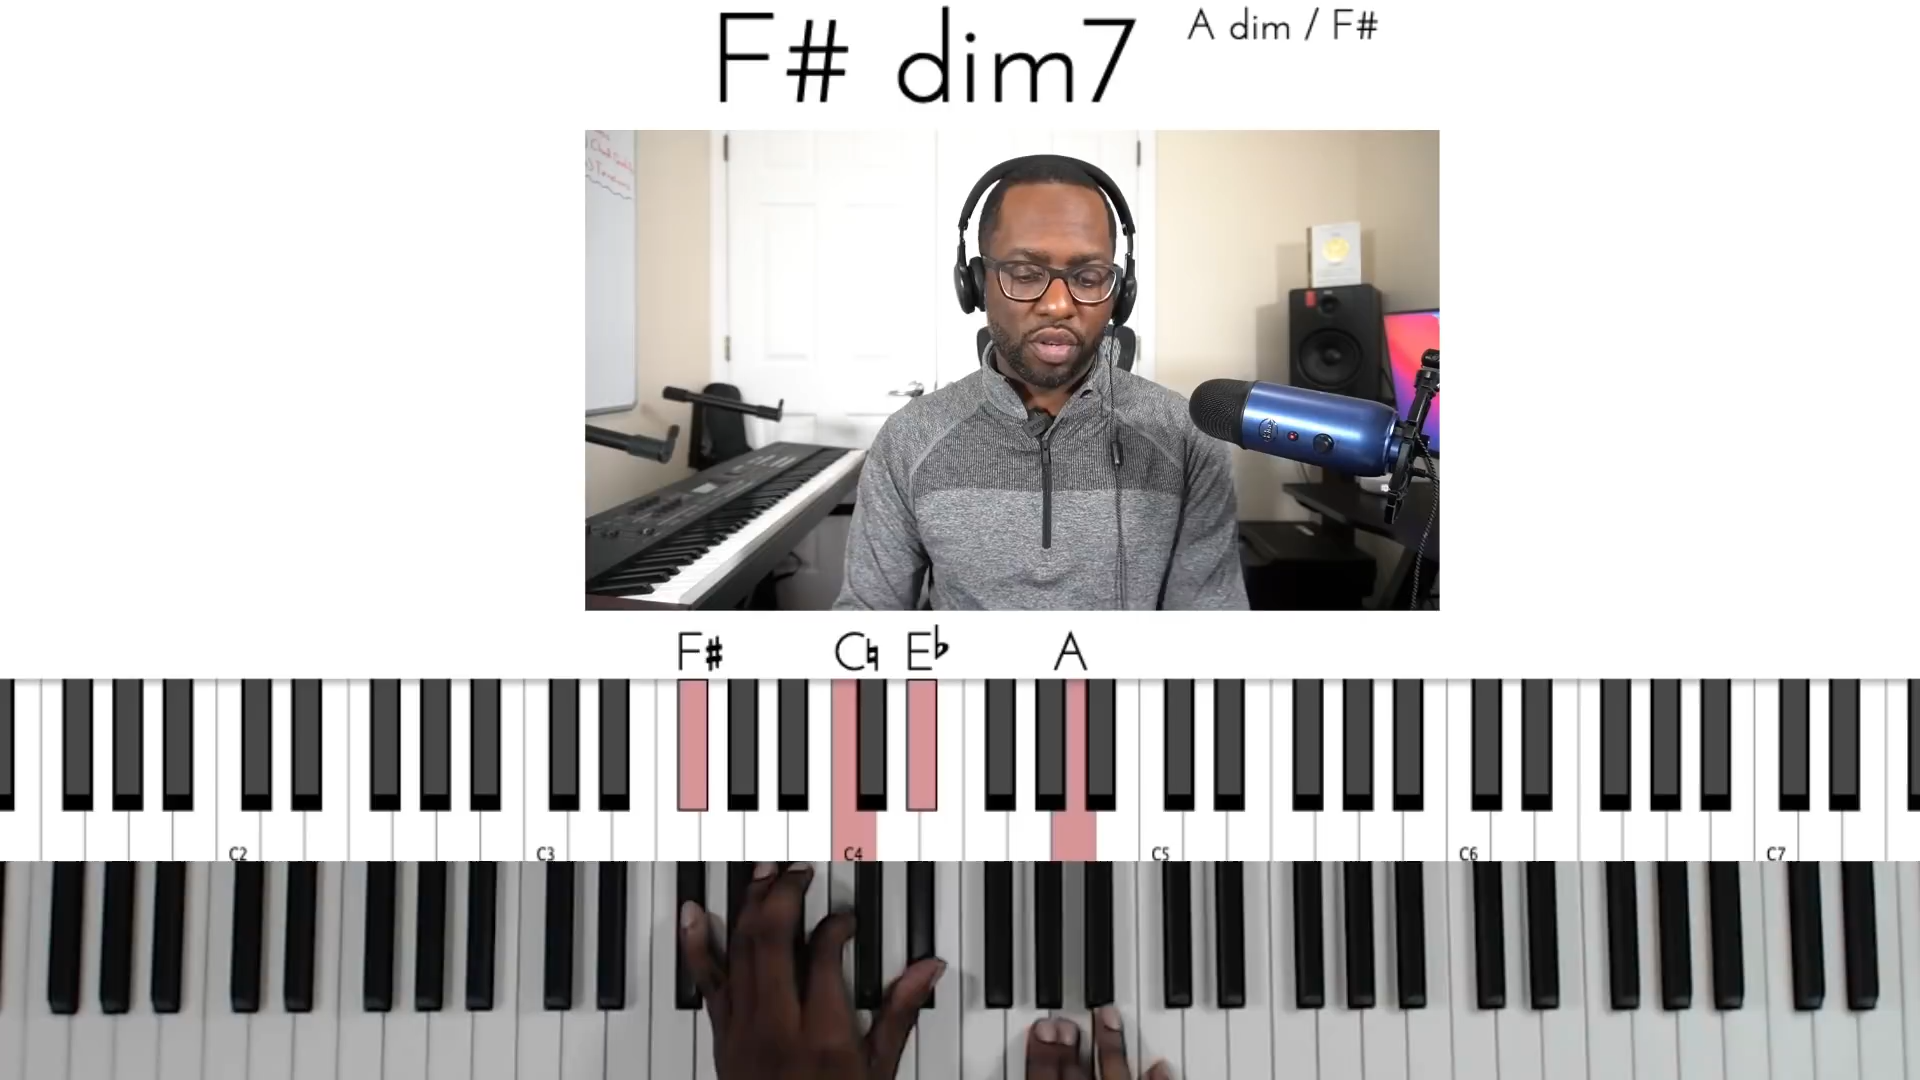 F# dim7
A dim / F#
F♯ C♮ E♭ A
C2 C3 C4 C5 C6 C7